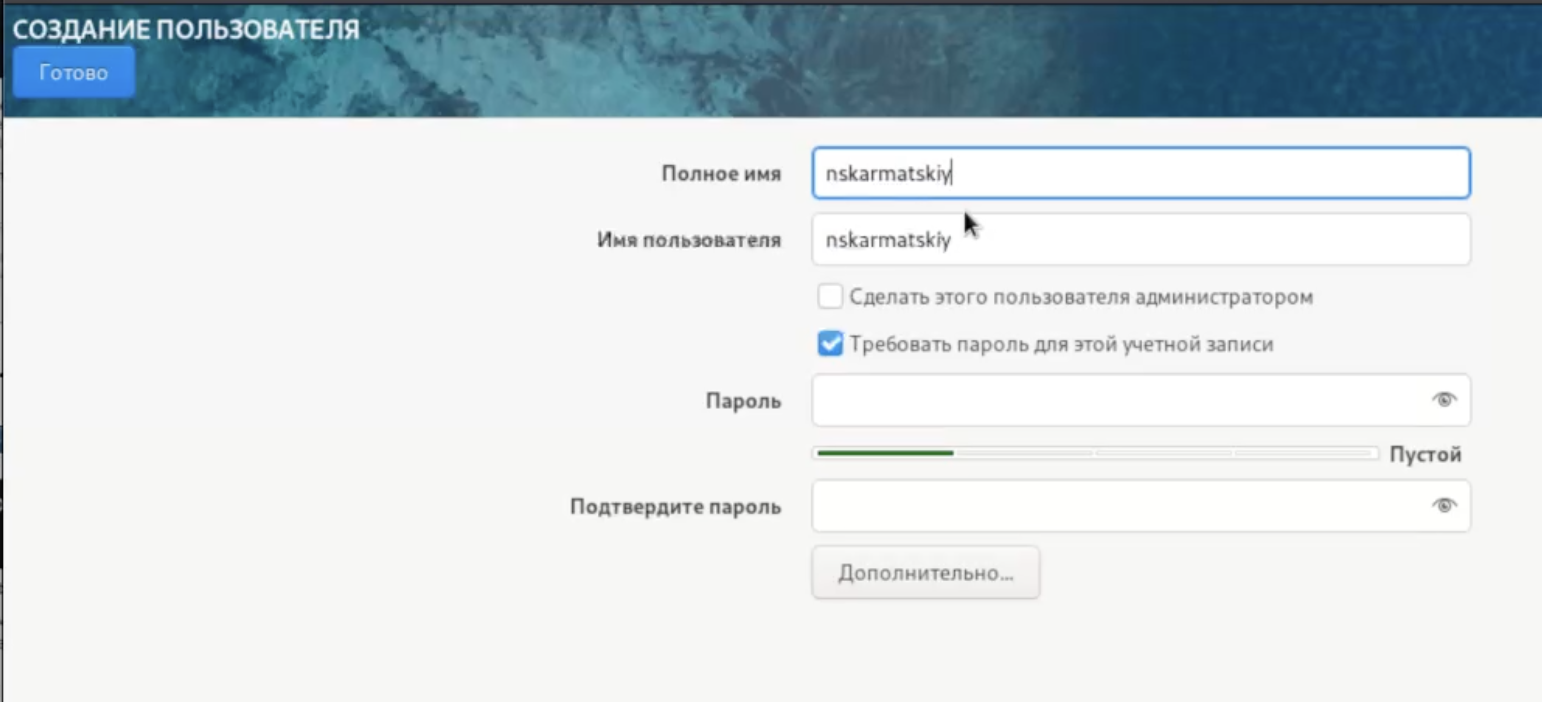 СОЗДАНИЕ ПОЛЬЗОВАТЕЛЯ
Готово
Полное имя nskarmatskiy
Имя пользователя nskarmatskiy
Сделать этого пользователя администратором
Требовать пароль для этой учетной записи
Пароль
Пустой
Подтвердите пароль
Дополнительно...